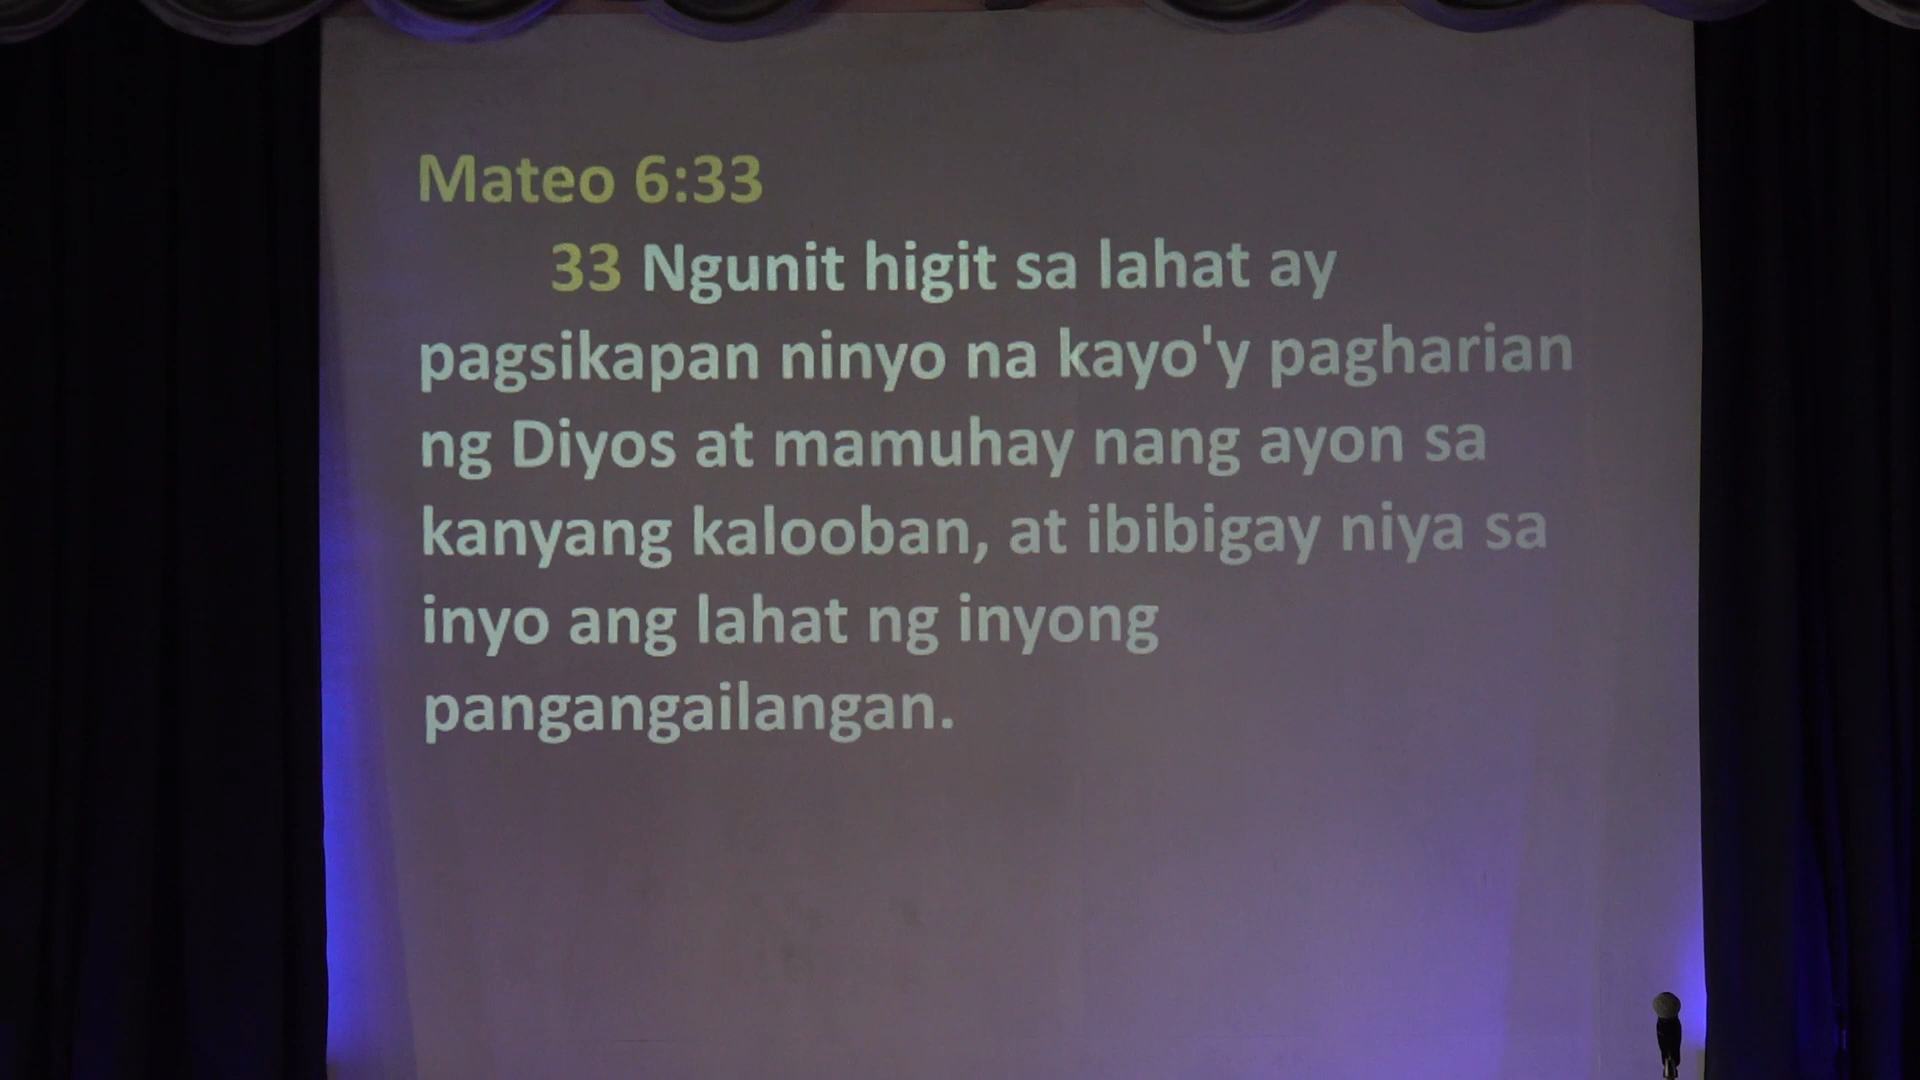 Mateo 6:33
33 Ngunit higit sa lahat ay
pagsikapan ninyo na kayo'y pagharian
ng Diyos at mamuhay nang ayon sa
kanyang kalooban, at ibibigay niya sa
inyo ang lahat ng inyong
pangangailangan.